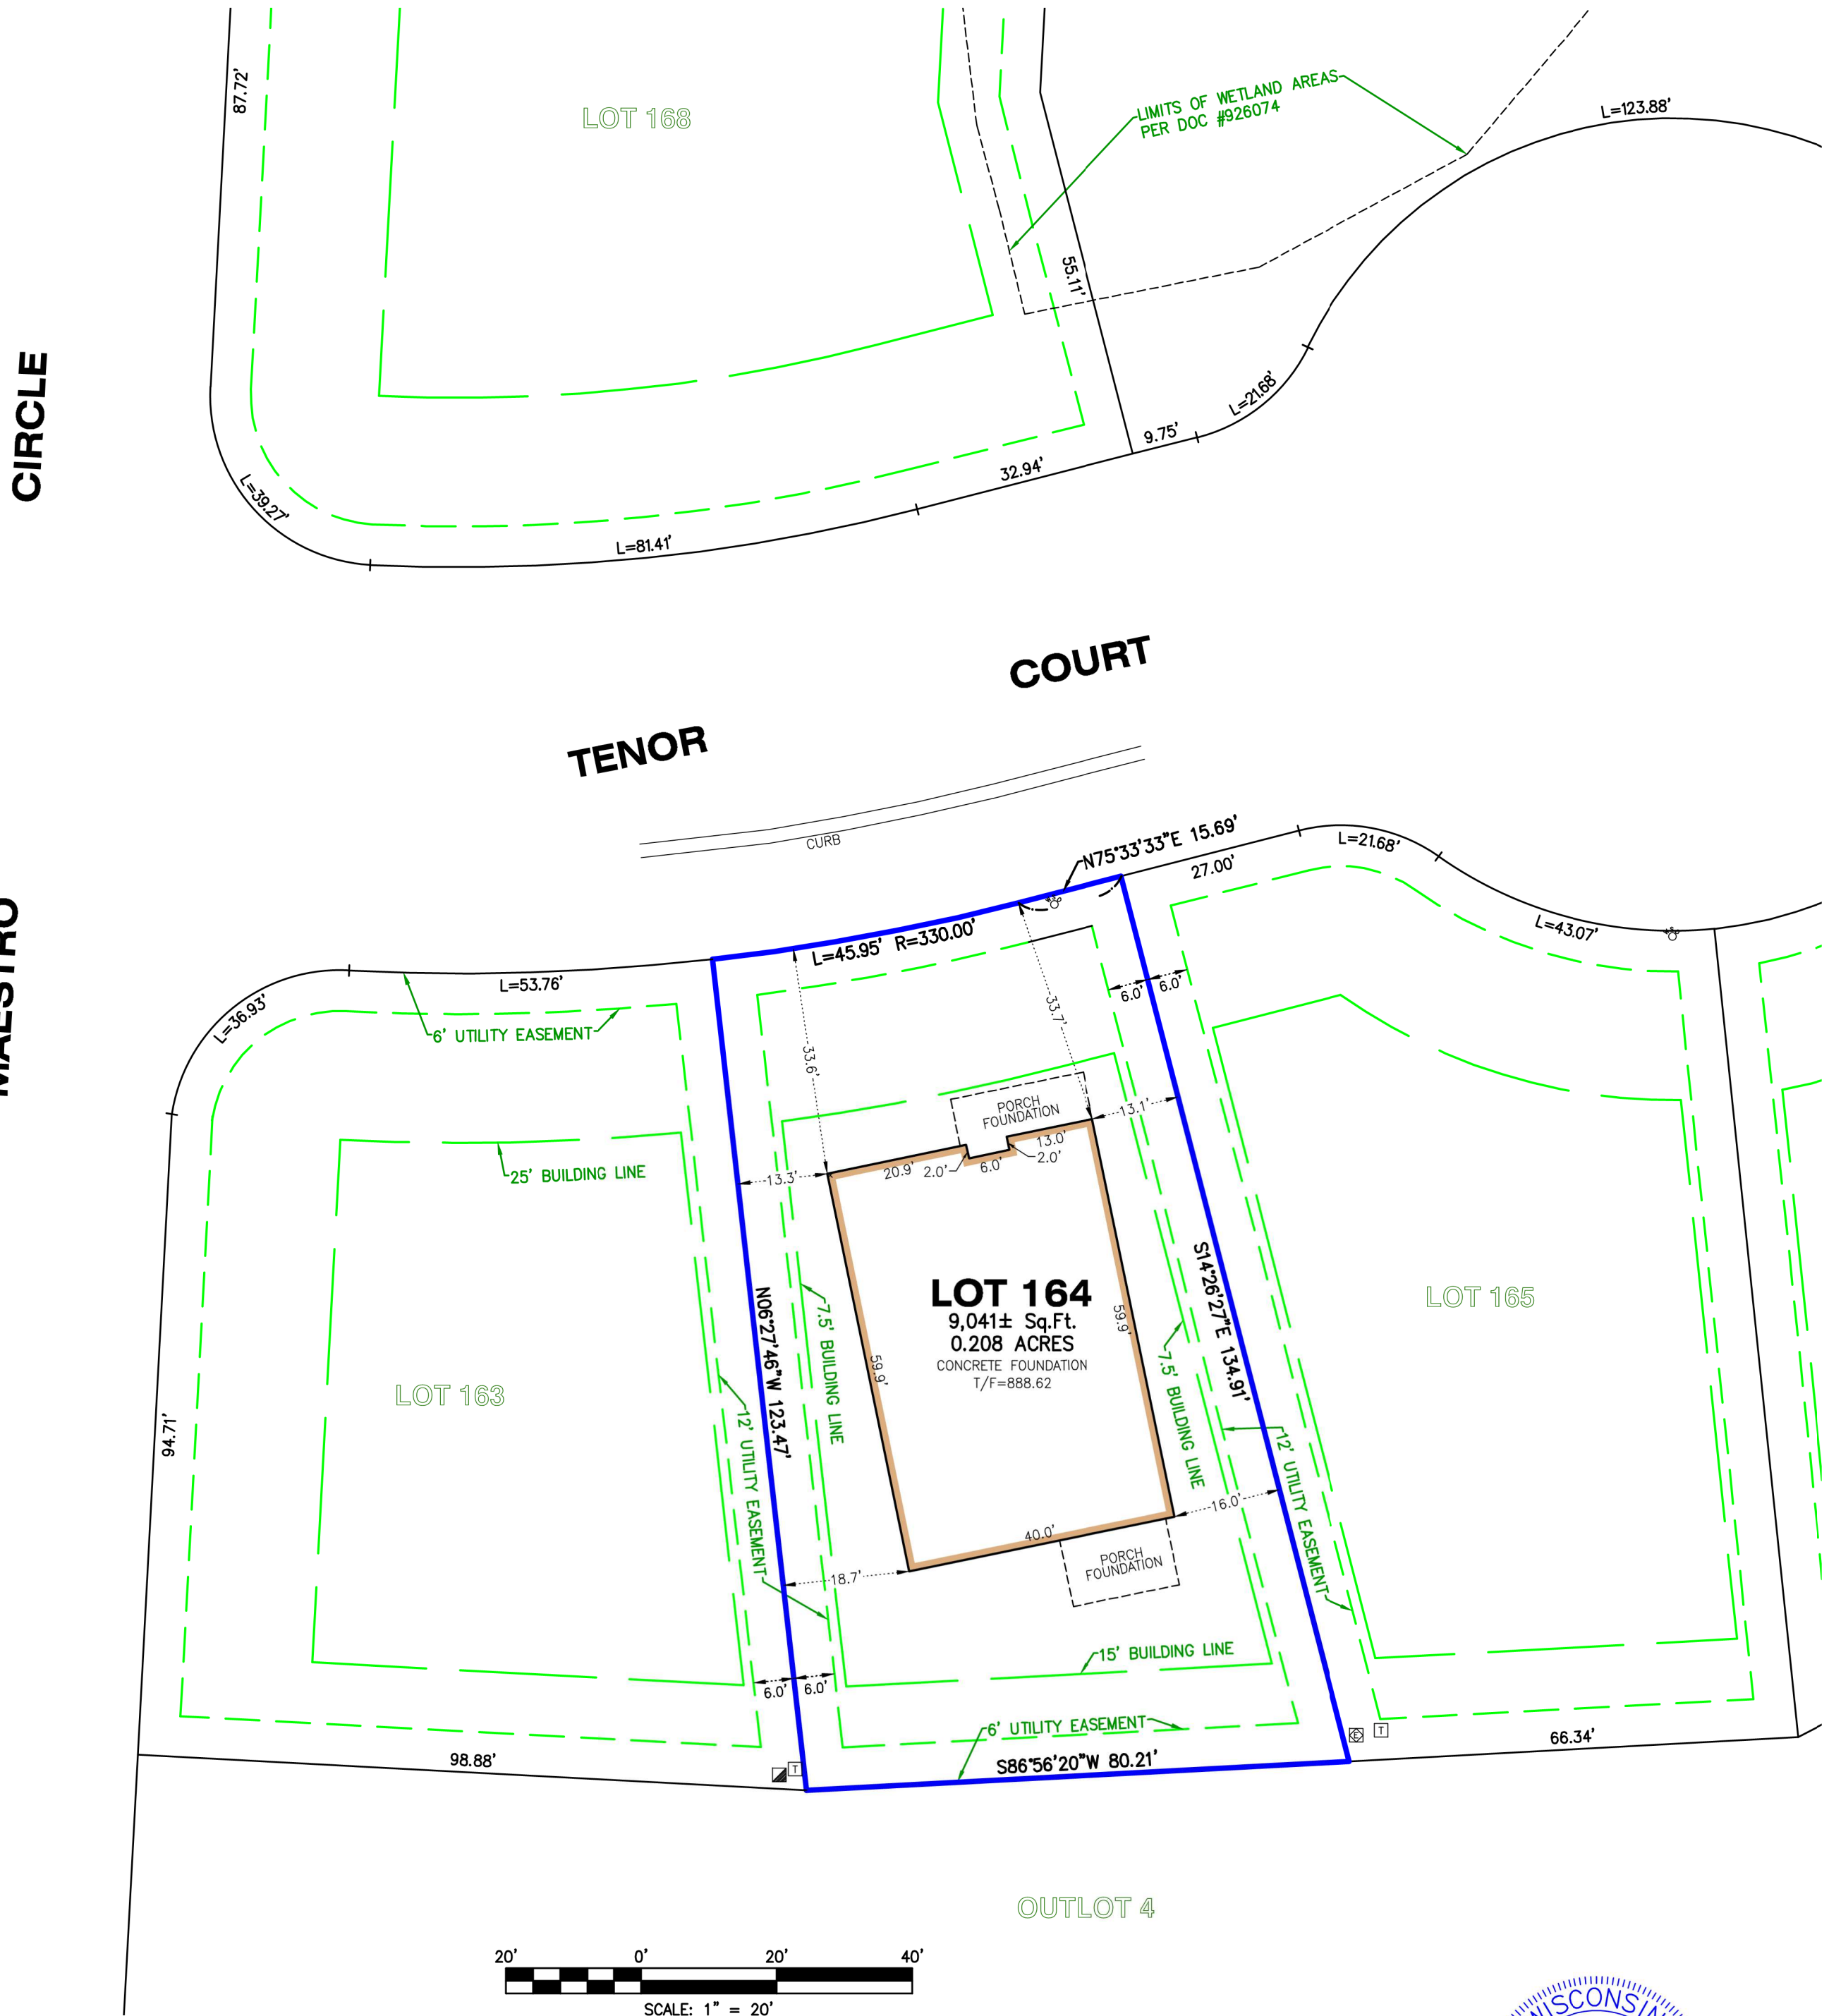 87.72'
LOT 168
LIMITS OF WETLAND AREAS
PER DOC #926074
L=123.88'
55.11'
CIRCLE
L=21.68'
9.75'
32.94'
L=39.27'
L=81.41'
COURT
TENOR
CURB
N75°33'33"E 15.69'
27.00'
L=21.68'
L=43.07'
MAESTRO
L=45.95' R=330.00'
L=53.76'
L=36.93'
6' UTILITY EASEMENT
6.0'
6.0'
33.7'
33.6'
PORCH
FOUNDATION
13.1'
13.0'
2.0'
20.9'
2.0'
6.0'
13.3'
25' BUILDING LINE
LOT 164
9,041± Sq.Ft.
0.208 ACRES
CONCRETE FOUNDATION
T/F=888.62
LOT 165
S14°26'27"E 134.91'
N06°27'46"W 123.47'
7.5' BUILDING LINE
7.5' BUILDING LINE
59.9'
59.9'
LOT 163
94.71'
12' UTILITY EASEMENT
12' UTILITY EASEMENT
16.0'
40.0'
PORCH
FOUNDATION
18.7'
15' BUILDING LINE
6.0'
6.0'
6' UTILITY EASEMENT
T
E
66.34'
S86°56'20"W 80.21'
98.88'
T
OUTLOT 4
20'
0'
20'
40'
SCALE: 1" = 20'
ISCONSIN